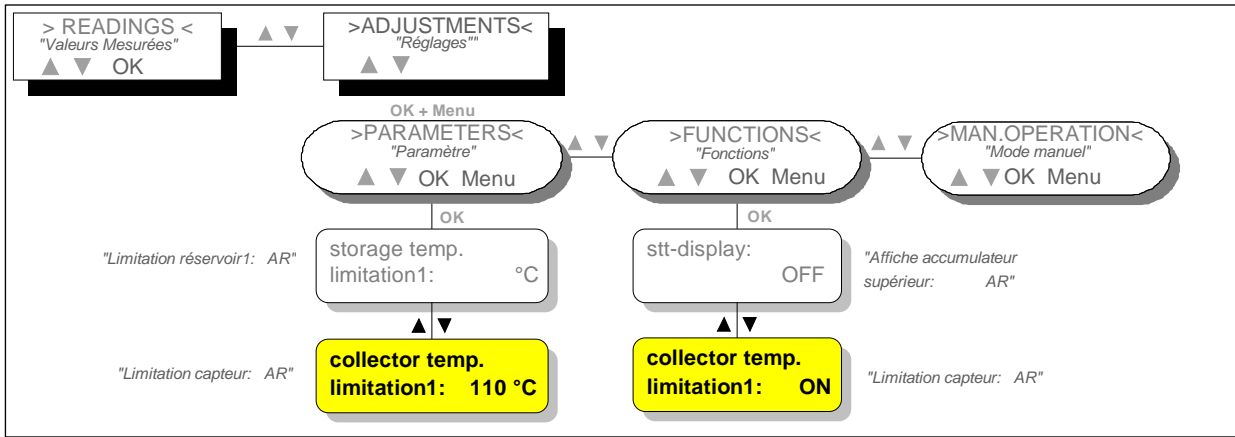 > READINGS <
"Valeurs Mesurées"
▲ ▼ OK
▲ ▼
>ADJUSTMENTS<
"Réglages""
▲ ▼
OK + Menu
>PARAMETERS<
"Paramètre"
▲ ▼ OK Menu
▲ ▼
>FUNCTIONS<
"Fonctions"
▲ ▼ OK Menu
▲ ▼
>MAN.OPERATION<
"Mode manuel"
▲ ▼OK Menu
OK
OK
"Limitation réservoir1: AR"
storage temp.
limitation1: °C
stt-display:
OFF
"Affiche accumulateur
supérieur: AR"
▲ ▼
▲ ▼
"Limitation capteur: AR"
collector temp.
limitation1: 110 °C
collector temp.
limitation1: ON
"Limitation capteur: AR"